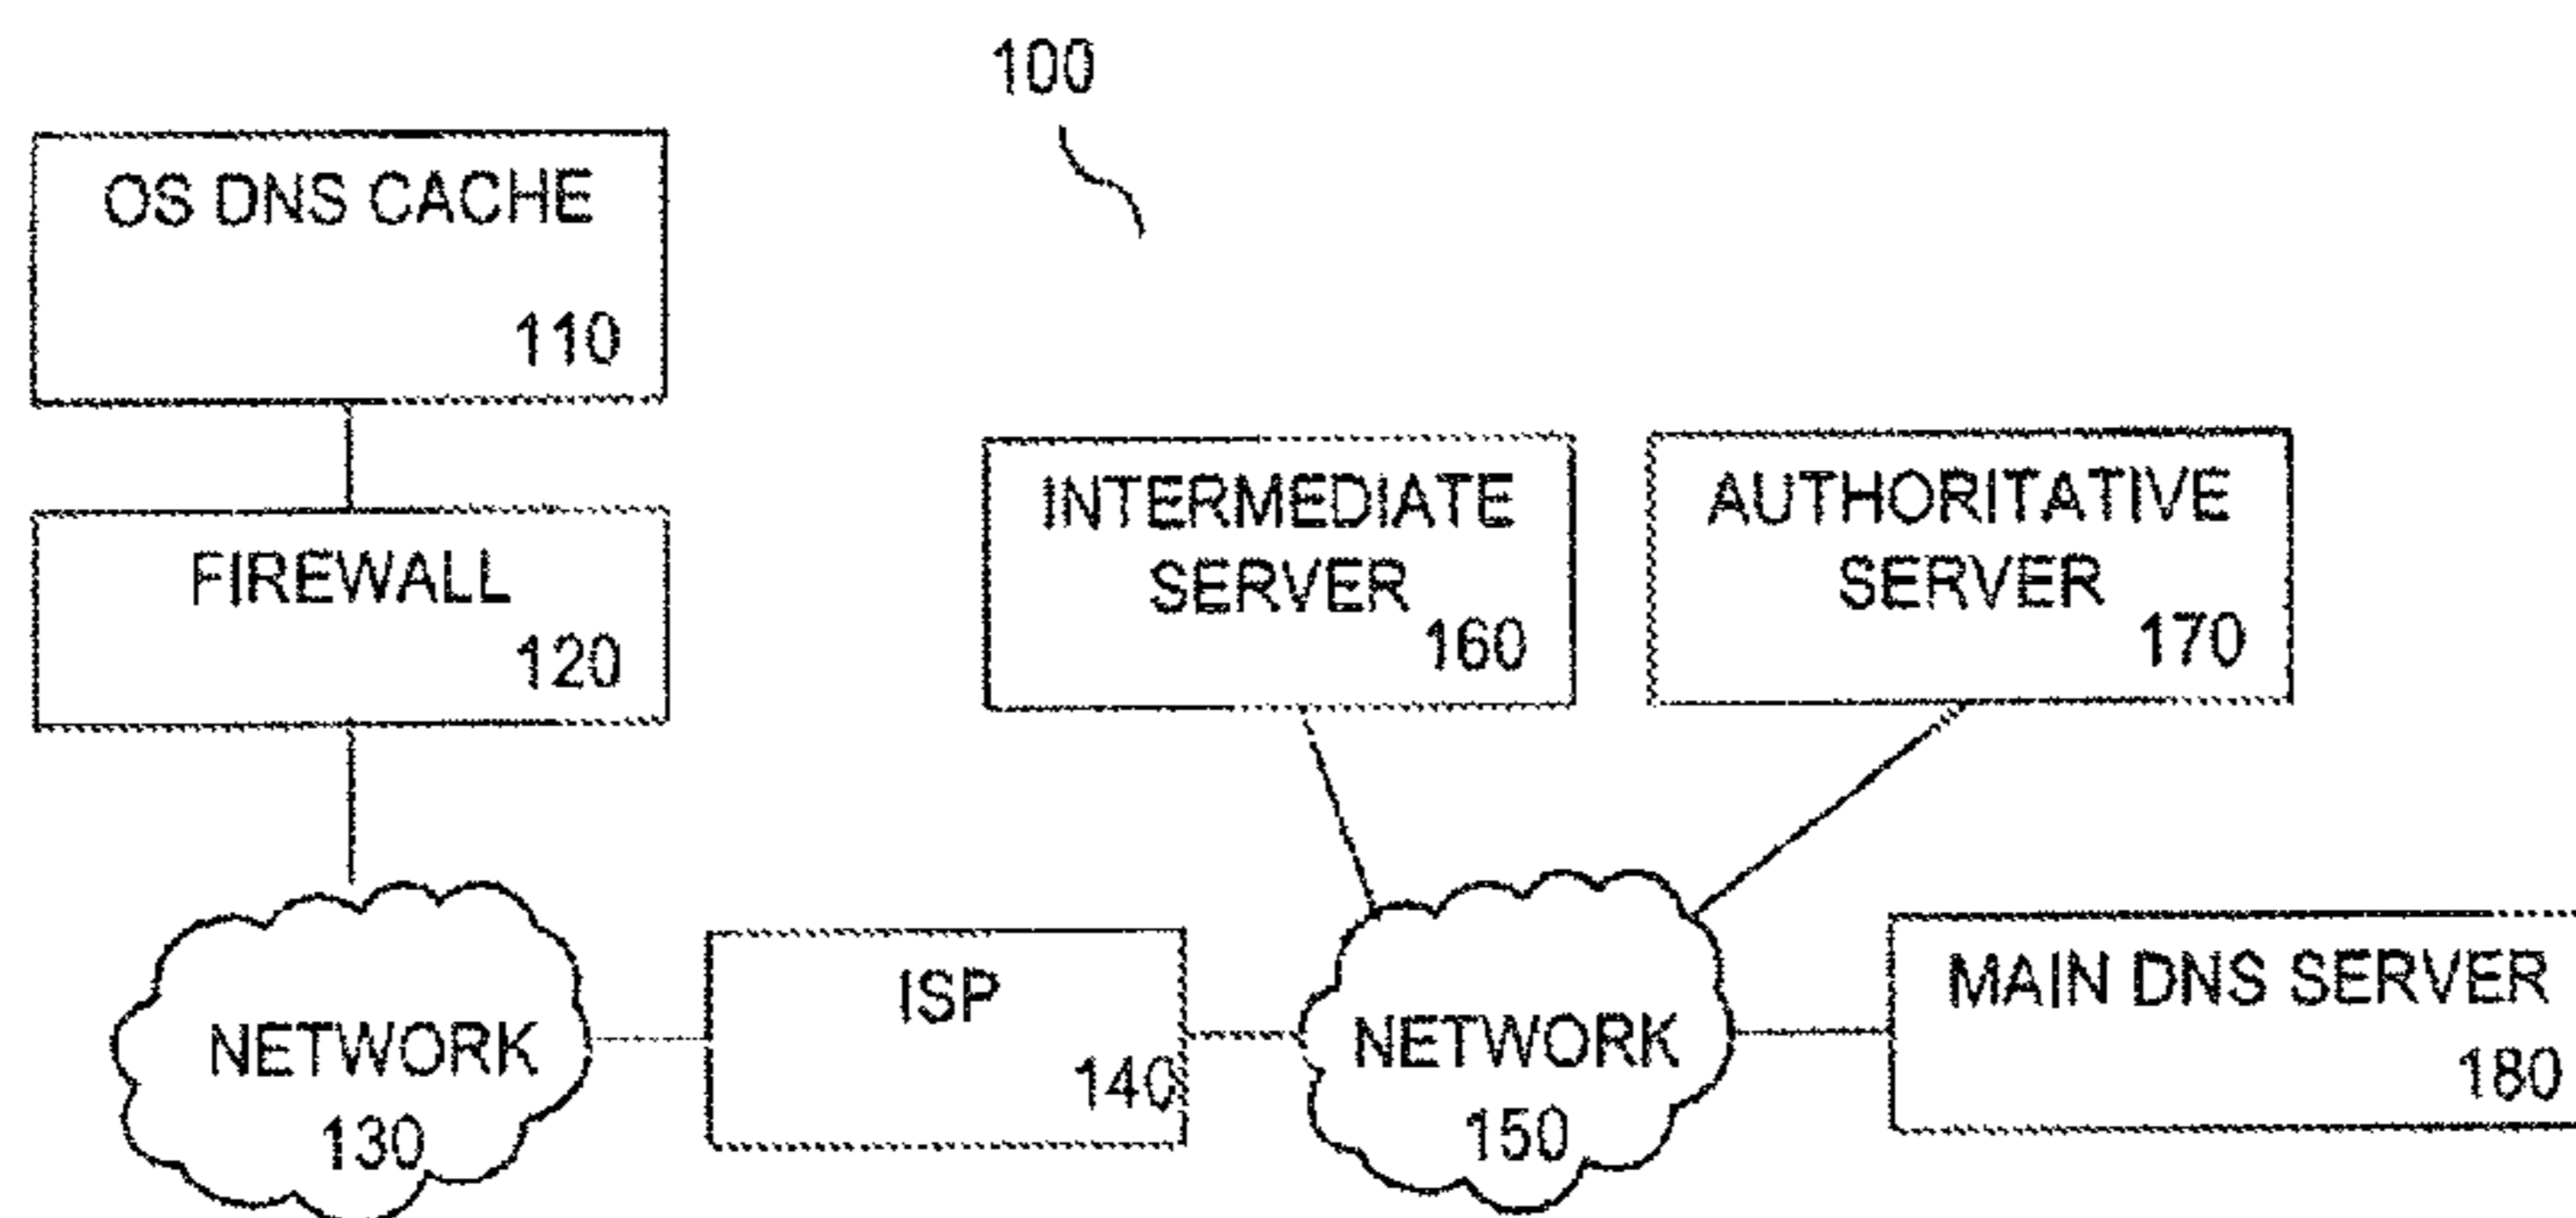 100
OS DNS CACHE
110
FIREWALL
120
INTERMEDIATE
SERVER
160
AUTHORITATIVE
SERVER
170
NETWORK
130
ISP
140
NETWORK
150
MAIN DNS SERVER
180